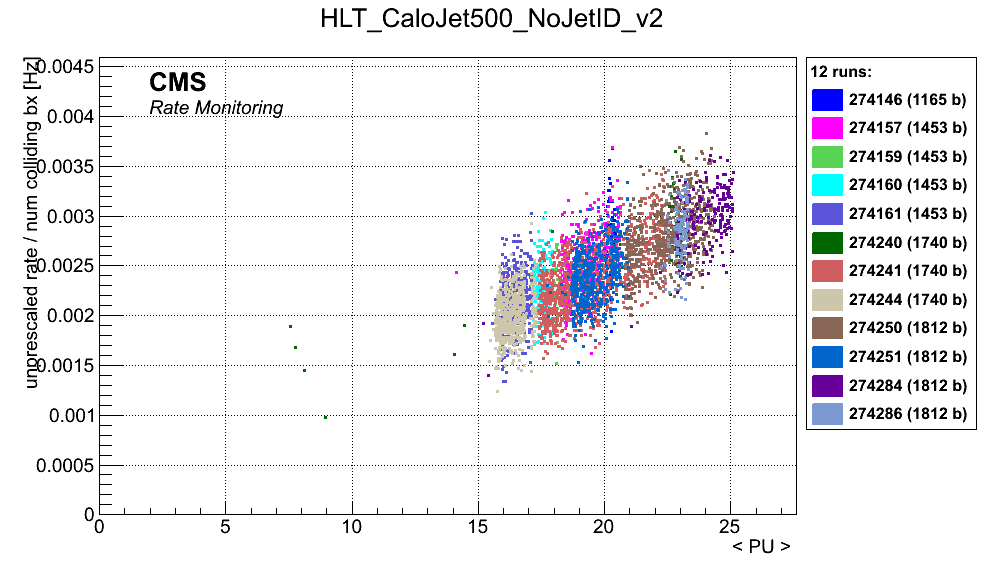 HLT_CaloJet500_NoJetID_v2
unprescaled rate / num colliding bx [Hz]
0.0045
0.004
0.0035
0.003
0.0025
0.002
0.0015
0.001
0.0005
0
CMS
Rate Monitoring
0 5 10 15 20 25
< PU >
12 runs:
274146 (1165 b)
274157 (1453 b)
274159 (1453 b)
274160 (1453 b)
274161 (1453 b)
274240 (1740 b)
274241 (1740 b)
274244 (1740 b)
274250 (1812 b)
274251 (1812 b)
274284 (1812 b)
274286 (1812 b)